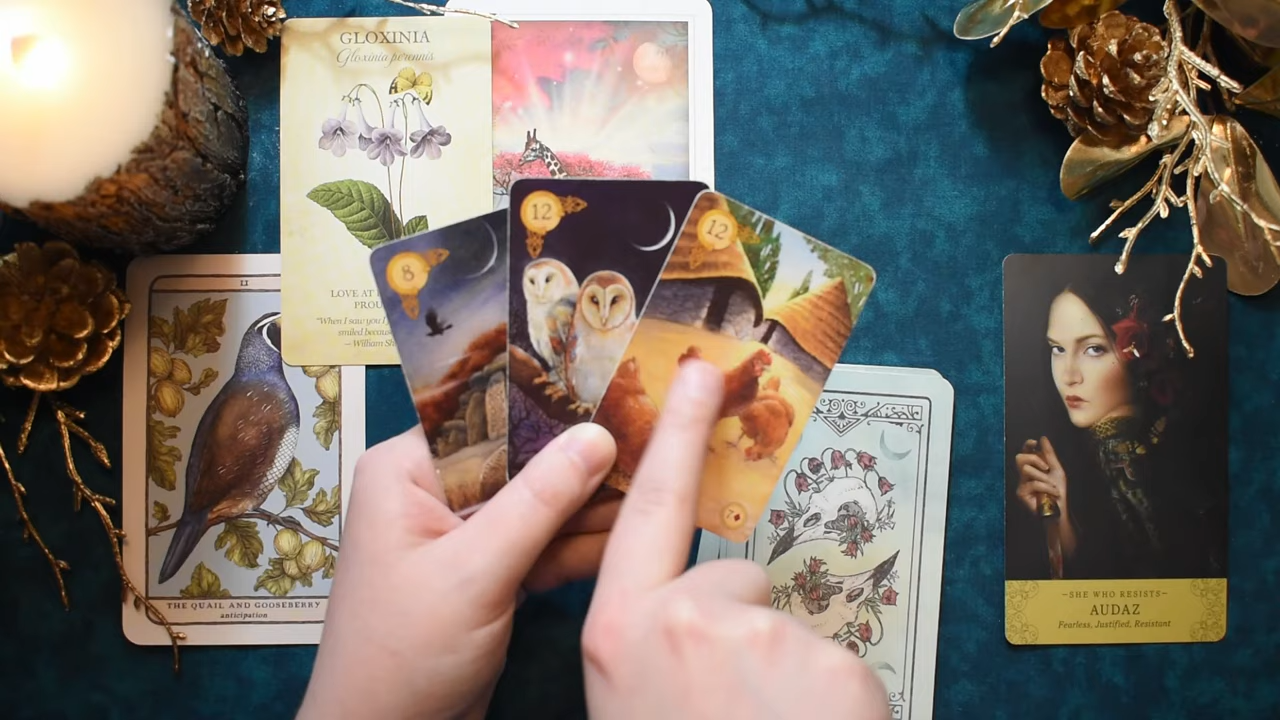 GLOXINIA
Gloxinia perennis
LOVE AT
PROU
"When I saw you I
smiled because
— William Sh
II
THE QUAIL AND GOOSEBERRY
anticipation
8
12
12
7
~SHE WHO RESISTS~
AUDAZ
Fearless, Justified, Resistant